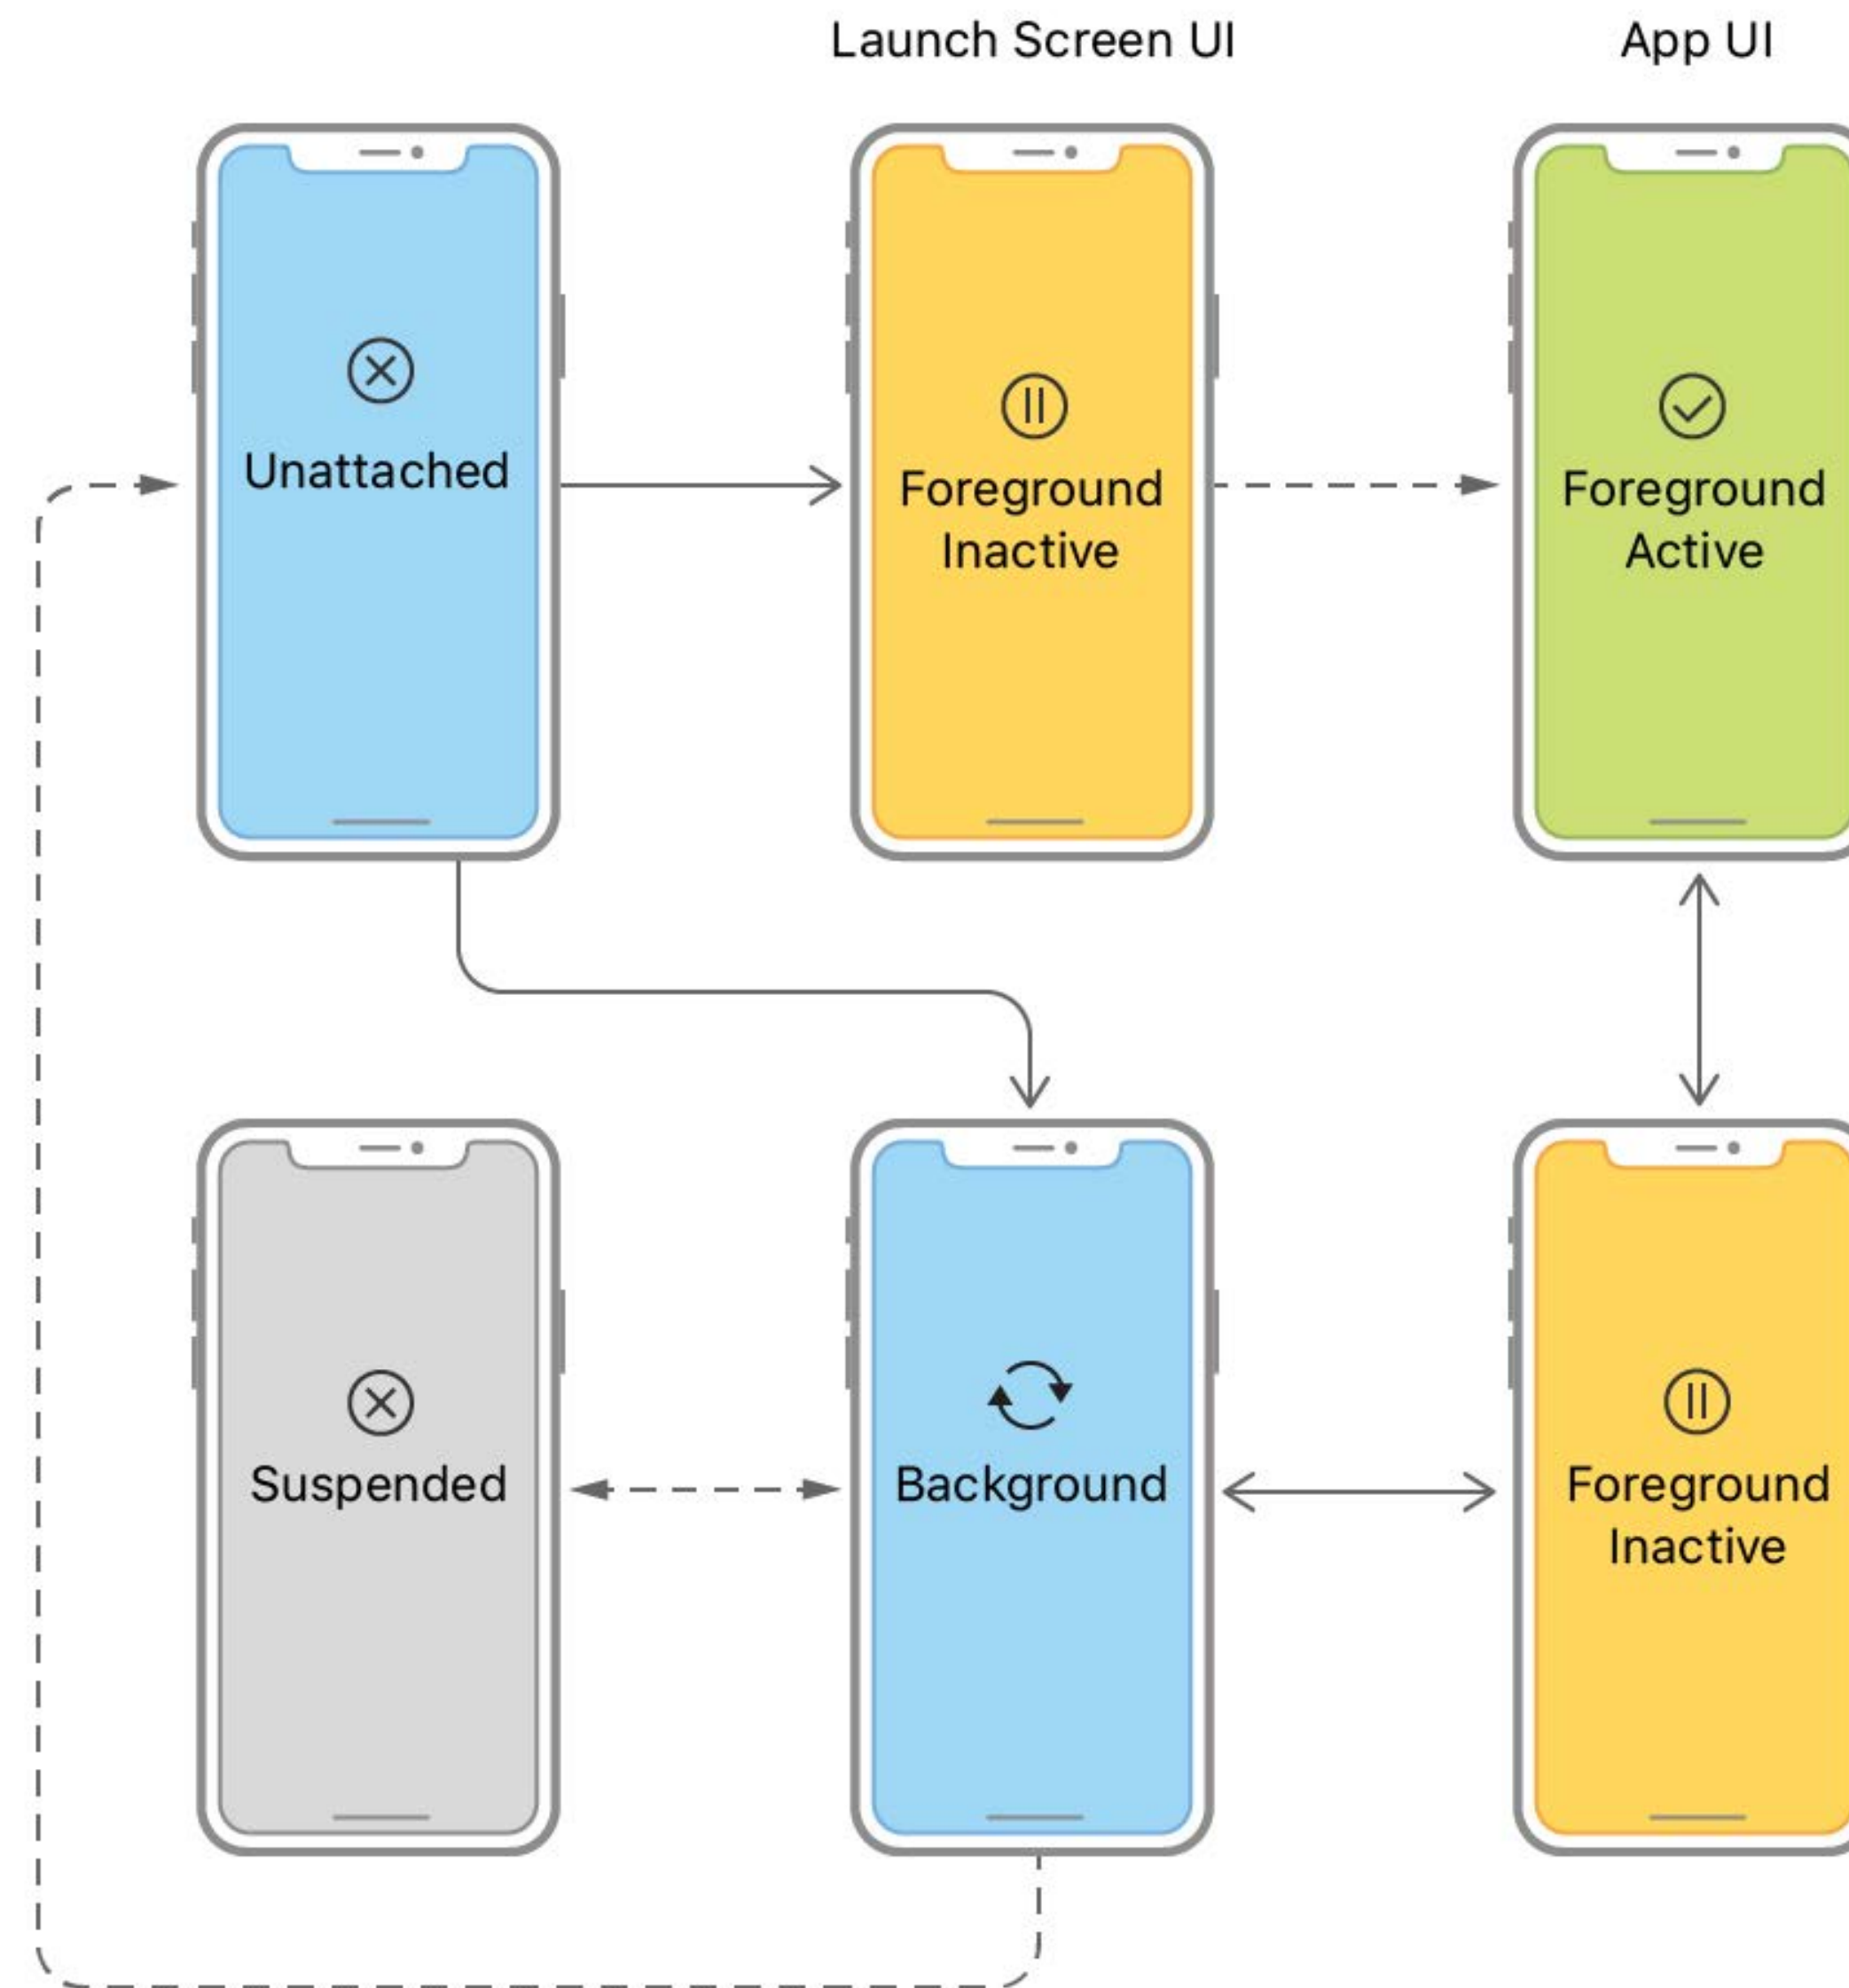 Launch Screen UI
App UI
Unattached
Foreground
Inactive
Foreground
Active
Suspended
Background
Foreground
Inactive